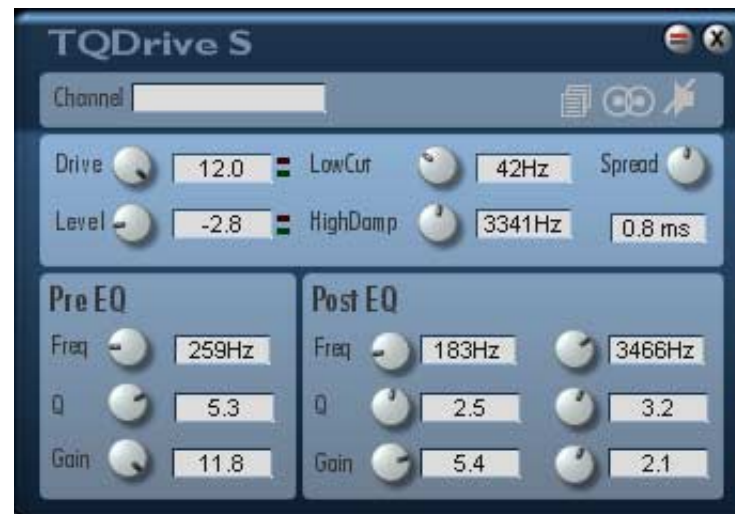 TQDrive S
Channel
Drive 12.0 LowCut 42Hz Spread
Level -2.8 HighDamp 3341Hz 0.8 ms
Pre EQ Post EQ
Freq 259Hz Freq 183Hz 3466Hz
Q 5.3 Q 2.5 3.2
Gain 11.8 Gain 5.4 2.1